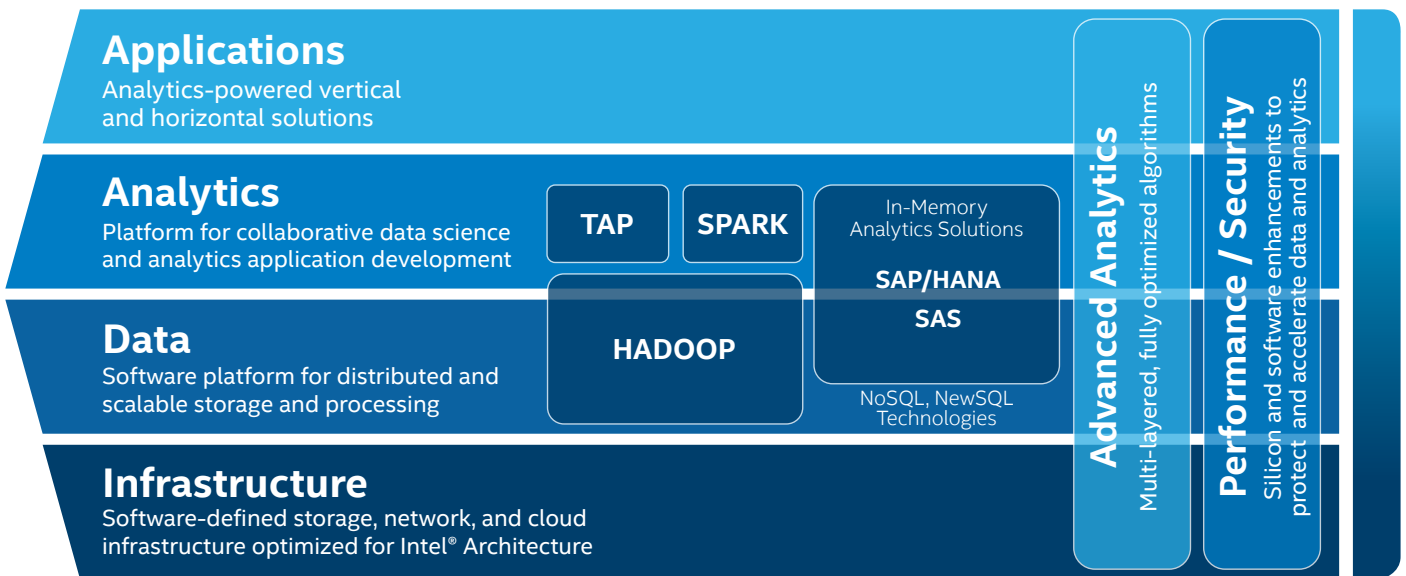 Applications
Analytics-powered vertical
and horizontal solutions
Analytics
Platform for collaborative data science
and analytics application development
TAP
SPARK
In-Memory
Analytics Solutions
SAP/HANA
SAS
Data
Software platform for distributed and
scalable storage and processing
HADOOP
NoSQL, NewSQL
Technologies
Infrastructure
Software-defined storage, network, and cloud
infrastructure optimized for Intel® Architecture
Advanced Analytics
Multi-layered, fully optimized algorithms
Performance / Security
Silicon and software enhancements to
protect and accelerate data and analytics